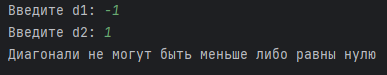 Введите d1: -1
Введите d2: 1
Диагонали не могут быть меньше либо равны нулю